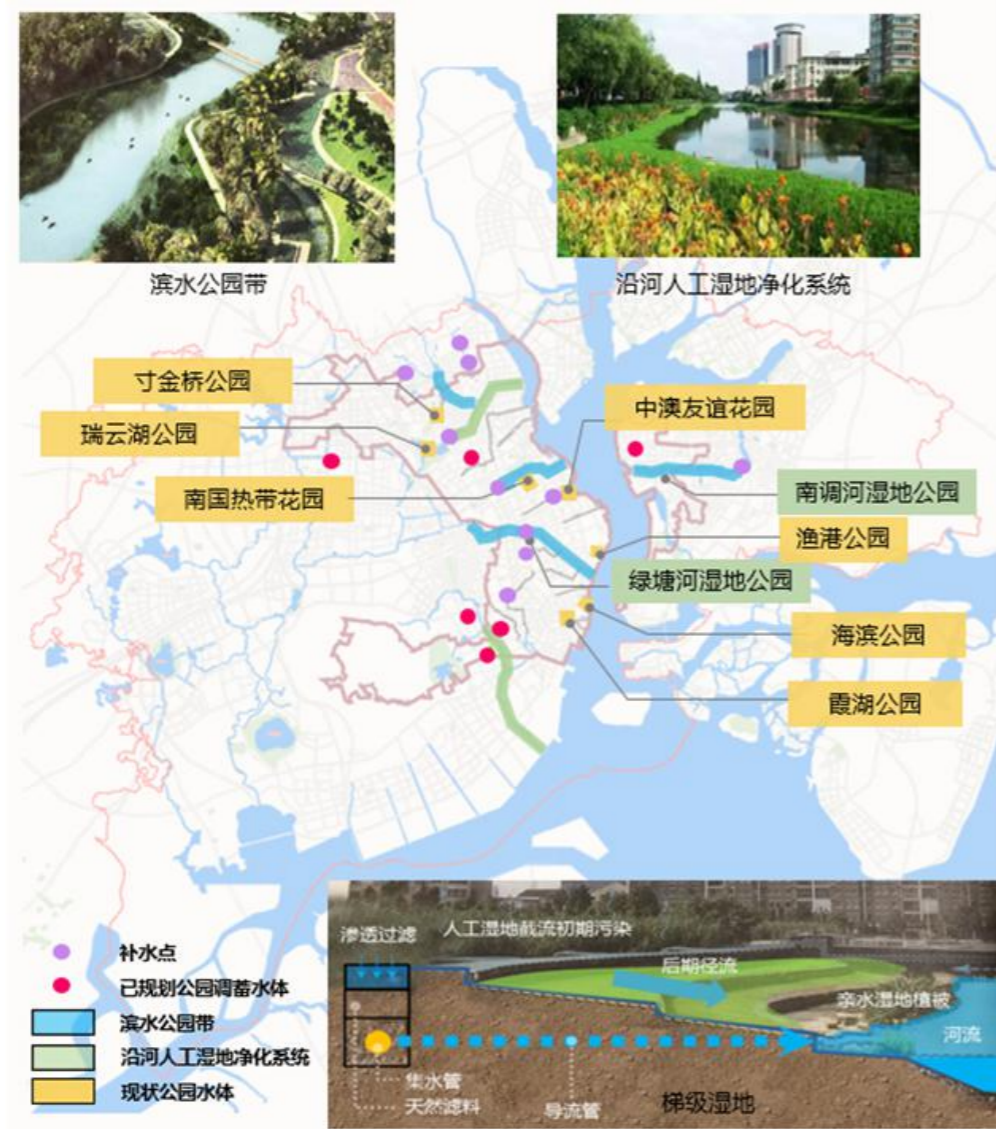 滨水公园带
沿河人工湿地净化系统
寸金桥公园
中澳友谊花园
瑞云湖公园
南国热带花园
南调河湿地公园
渔港公园
绿塘河湿地公园
海滨公园
霞湖公园
补水点
已规划公园调蓄水体
滨水公园带
沿河人工湿地净化系统
现状公园水体
渗透过滤
人工湿地截流初期污染
后期径流
亲水湿地植被
河流
集水管
天然滤料
导流管
梯级湿地